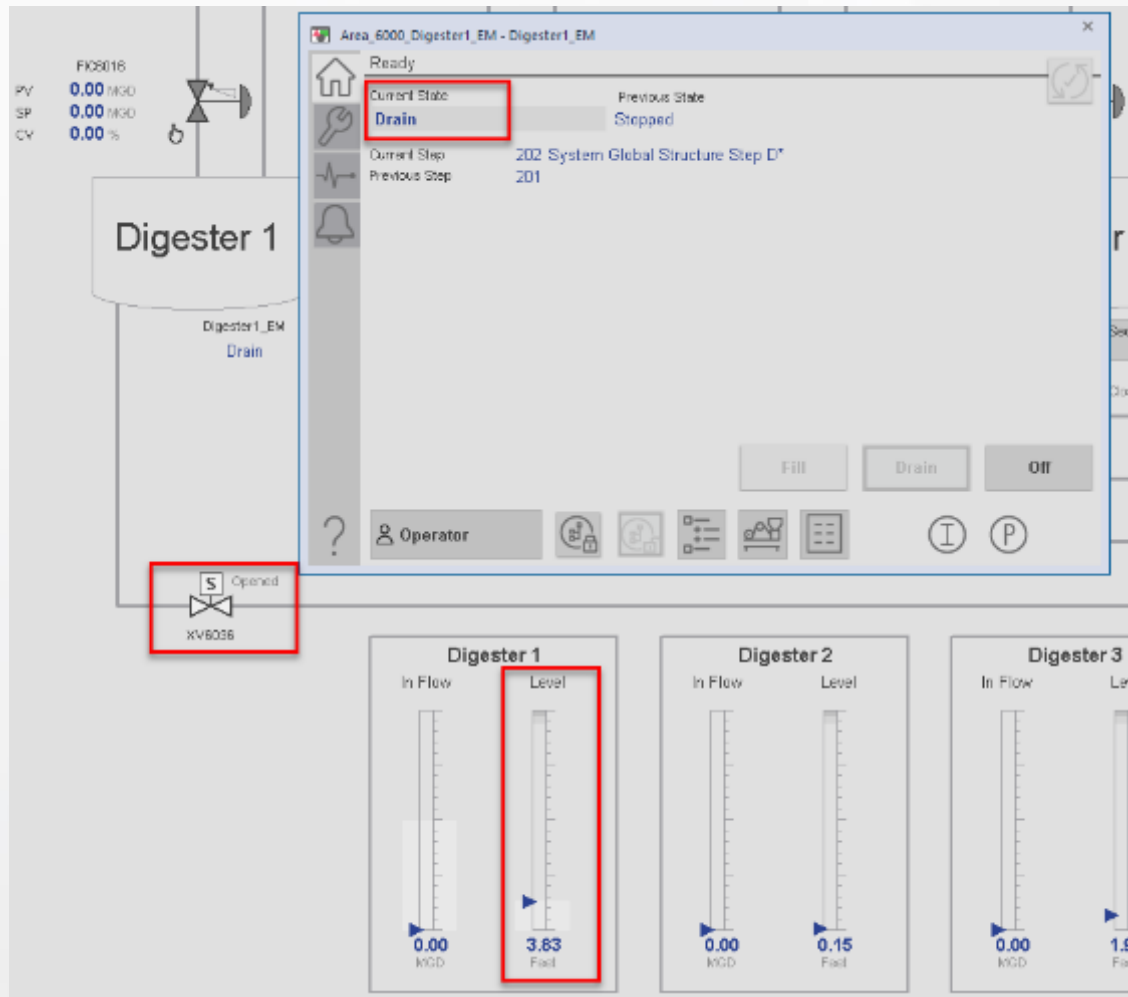 Area_6000_Digester1_EM - Digester1_EM
Ready
Current State
Previous State
Drain
Stopped
Current Step
202 System Global Structure Step D*
Previous Step
201
Fill
Drain
Off
Operator
I
P
FIC6016
PV 0.00 MGD
SP 0.00 MGD
CV 0.00 %
Digester 1
Digester1_EM
Drain
S Opened
XV6036
Digester 1
In Flow
Level
0.00
3.83
MGD
Feet
Digester 2
In Flow
Level
0.00
0.15
MGD
Feet
Digester 3
In Flow
0.00
MGD